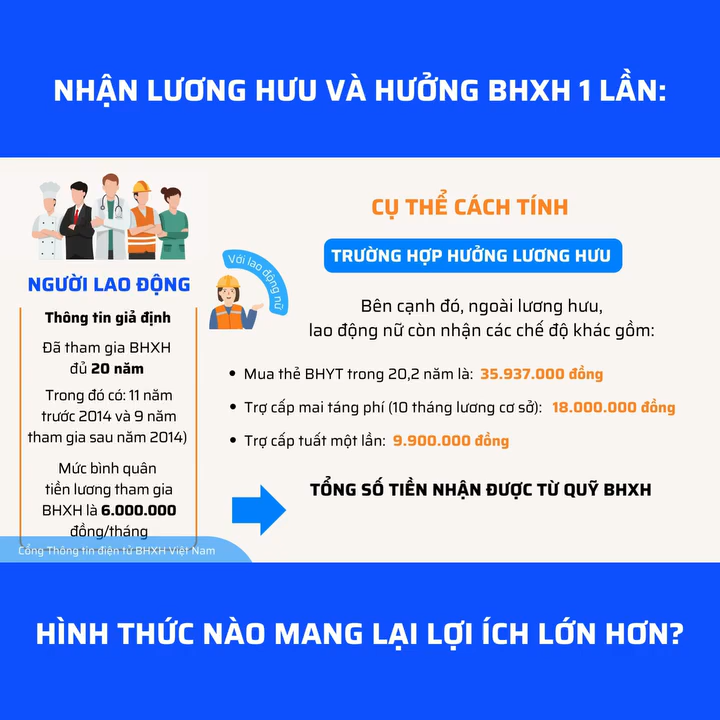 NHẬN LƯƠNG HƯU VÀ HƯỞNG BHXH 1 LẦN:
NGƯỜI LAO ĐỘNG
Thông tin giả định
Đã tham gia BHXH
đủ 20 năm
Trong đó có: 11 năm
trước 2014 và 9 năm
tham gia sau năm 2014)
Mức bình quân
tiền lương tham gia
BHXH là 6.000.000
đồng/tháng
Cổng Thông tin điện tử BHXH Việt Nam
Với lao động nữ
CỤ THỂ CÁCH TÍNH
TRƯỜNG HỢP HƯỞNG LƯƠNG HƯU
Bên cạnh đó, ngoài lương hưu,
lao động nữ còn nhận các chế độ khác gồm:
• Mua thẻ BHYT trong 20,2 năm là: 35.937.000 đồng
• Trợ cấp mai táng phí (10 tháng lương cơ sở): 18.000.000 đồng
• Trợ cấp tuất một lần: 9.900.000 đồng
TỔNG SỐ TIỀN NHẬN ĐƯỢC TỪ QUỸ BHXH
HÌNH THỨC NÀO MANG LẠI LỢI ÍCH LỚN HƠN?